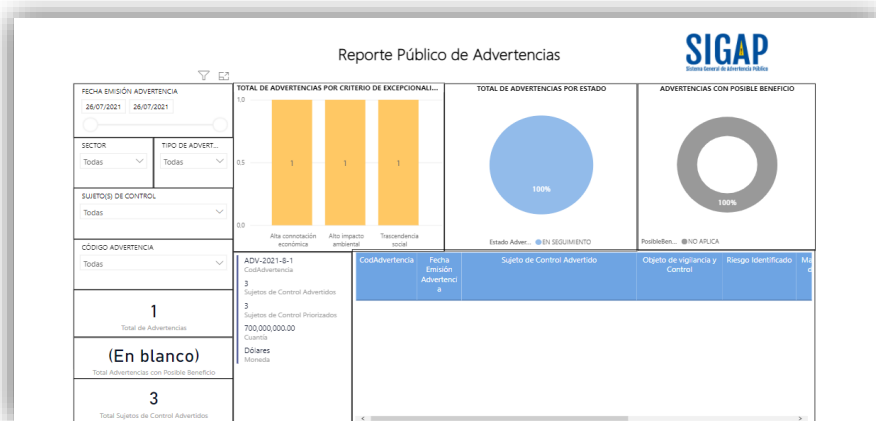 Reporte Público de Advertencias
SIGAP
Sistema General de Advertencia Pública
FECHA EMISIÓN ADVERTENCIA
26/07/2021
26/07/2021
SECTOR
Todas
TIPO DE ADVERT...
Todas
SUJETO(S) DE CONTROL
Todas
CÓDIGO ADVERTENCIA
Todas
1
Total de Advertencias
(En blanco)
Total Advertencias con Posible Beneficio
3
Total Sujetos de Control Advertidos
TOTAL DE ADVERTENCIAS POR CRITERIO DE EXCEPCIONALI...
1,0
0,5
0,0
1
1
1
Alta connotación
económica
Alto impacto
ambiental
Trascendencia
social
TOTAL DE ADVERTENCIAS POR ESTADO
100%
Estado Adver...
EN SEGUIMIENTO
ADVERTENCIAS CON POSIBLE BENEFICIO
100%
PosibleBen...
NO APLICA
ADV-2021-8-1
CodAdvertencia
3
Sujetos de Control Advertidos
3
Sujetos de Control Priorizados
700,000,000.00
Cuantía
Dólares
Moneda
CodAdvertencia
Fecha
Emisión
Advertenci
a
Sujeto de Control Advertido
Objeto de vigilancia y
Control
Riesgo Identificado